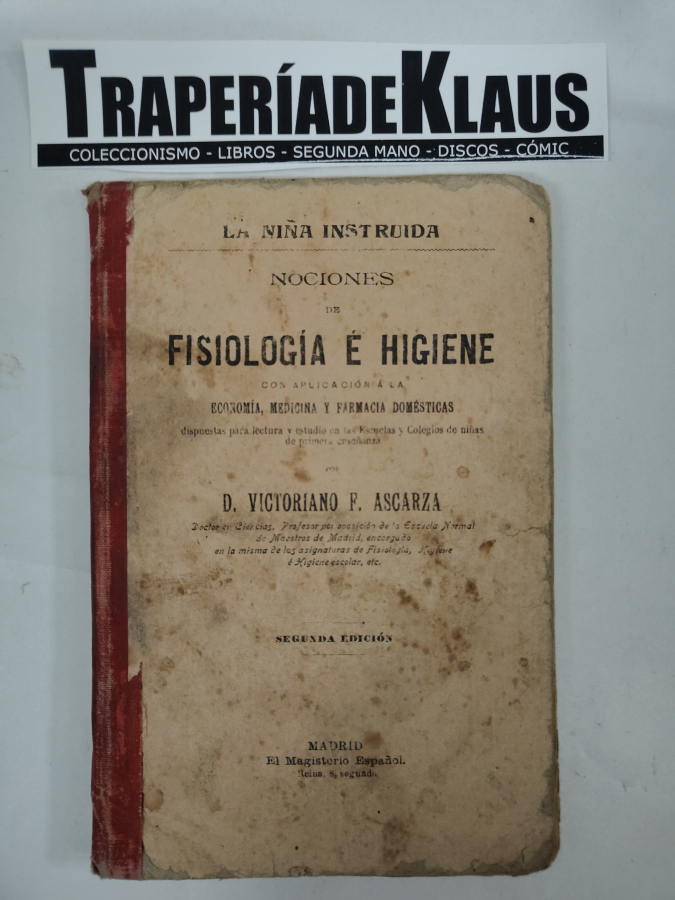 TRAPERÍADEKLAUS
COLECCIONISMO - LIBROS - SEGUNDA MANO - DISCOS - CÓMIC
LA NIÑA INSTRUIDA
NOCIONES
DE
FISIOLOGÍA É HIGIENE
CON APLICACIÓN Á LA
ECONOMÍA, MEDICINA Y FARMACIA DOMÉSTICAS
dispuestas para lectura y estudio en las Escuelas y Colegios de niñas
de primera enseñanza
POR
D. VICTORIANO F. ASCARZA
Doctor en Ciencias, Profesor por oposición de la Escuela Normal
de Maestros de Madrid, encargado
en la misma de las asignaturas de Fisiología, Higiene
é Higiene escolar, etc.
SEGUNDA EDICIÓN
MADRID
El Magisterio Español.
Reina, 8, segundo.